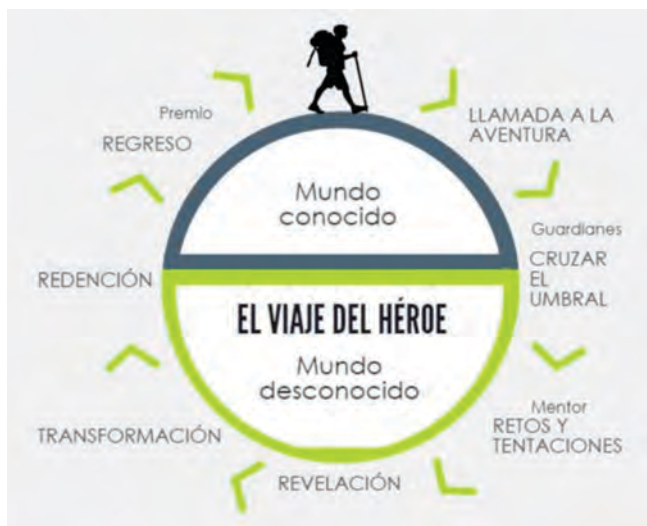 Premio
REGRESO
LLAMADA A LA
AVENTURA
Mundo
conocido
Guardianes
CRUZAR
EL
UMBRAL
REDENCIÓN
EL VIAJE DEL HÉROE
Mundo
desconocido
Mentor
RETOS Y
TENTACIONES
TRANSFORMACIÓN
REVELACIÓN